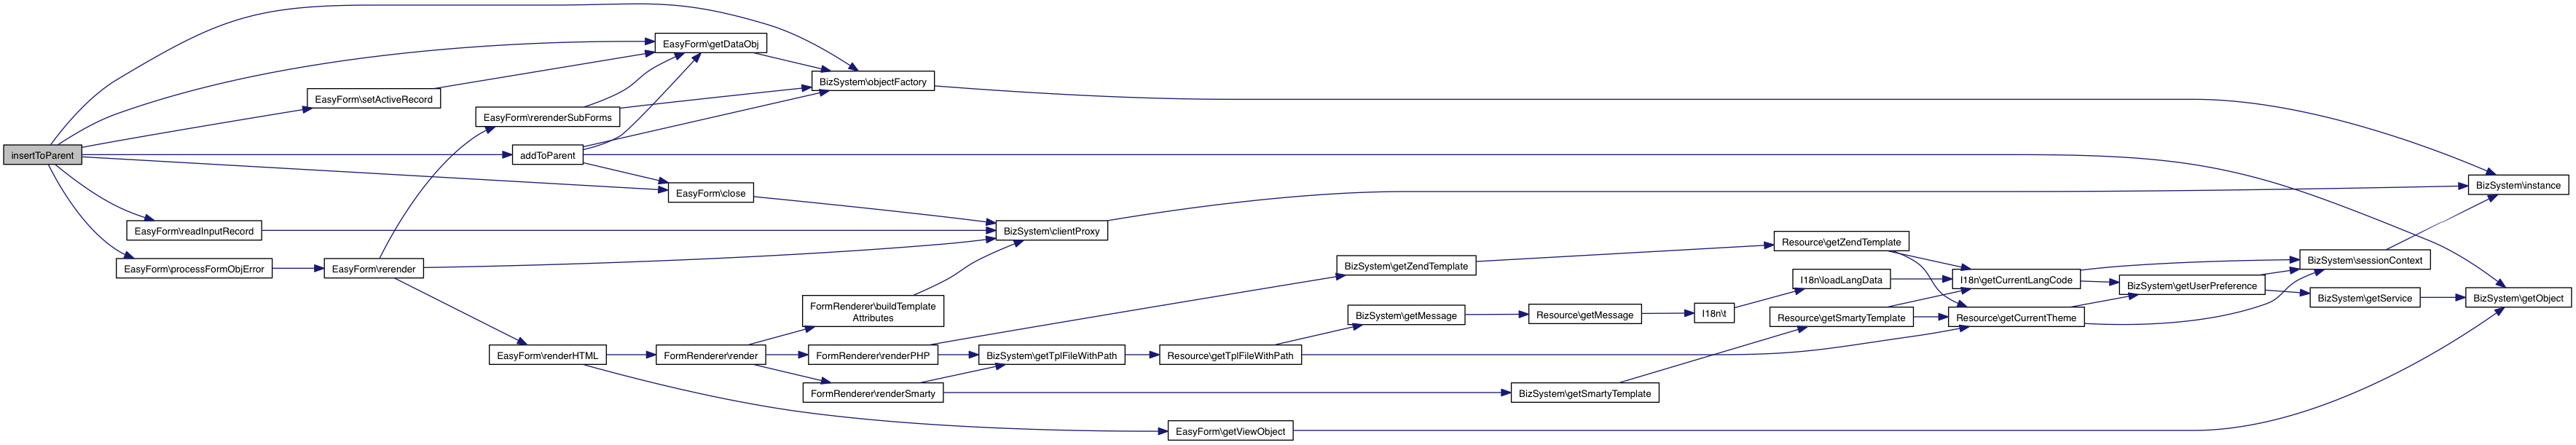 insertToParent
EasyForm\setActiveRecord
EasyForm\readInputRecord
EasyForm\processFormObjError
EasyForm\rerender
EasyForm\rerenderSubForms
addToParent
EasyForm\renderHTML
EasyForm\getDataObj
EasyForm\close
FormRenderer\render
BizSystem\objectFactory
FormRenderer\buildTemplate
Attributes
FormRenderer\renderPHP
FormRenderer\renderSmarty
BizSystem\clientProxy
BizSystem\getTplFileWithPath
Resource\getTplFileWithPath
EasyForm\getViewObject
BizSystem\getZendTemplate
BizSystem\getMessage
Resource\getMessage
BizSystem\getSmartyTemplate
I18n\t
Resource\getZendTemplate
I18n\loadLangData
Resource\getSmartyTemplate
I18n\getCurrentLangCode
Resource\getCurrentTheme
BizSystem\getUserPreference
BizSystem\sessionContext
BizSystem\getService
BizSystem\instance
BizSystem\getObject